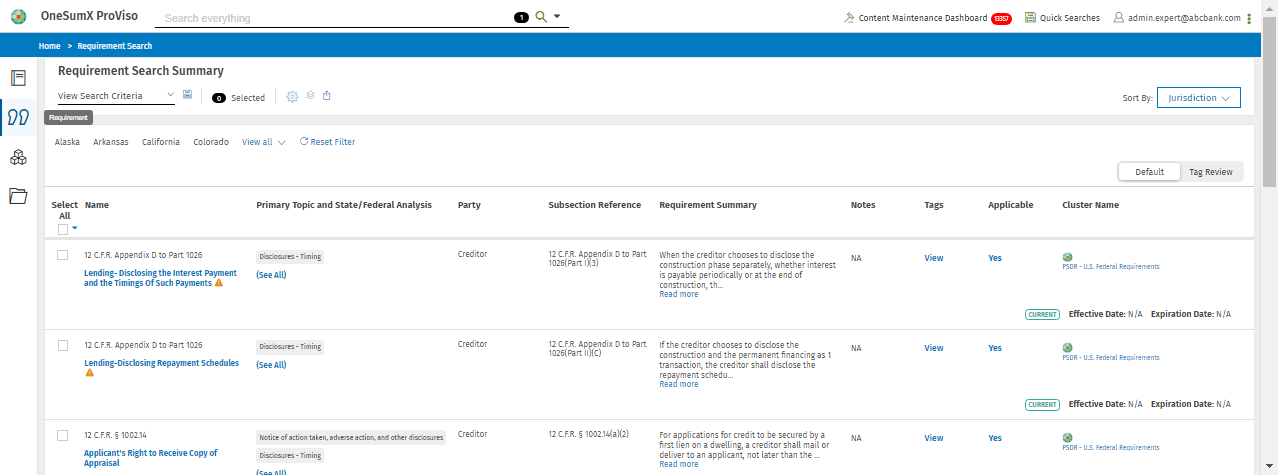 OneSumX ProViso
Search everything
1
Content Maintenance Dashboard 13357
Quick Searches
admin.expert@abcbank.com
Home > Requirement Search
Requirement Search Summary
View Search Criteria
0 Selected
Sort By: Jurisdiction
Requirement
Alaska Arkansas California Colorado View all Reset Filter
Default Tag Review
Select All Name Primary Topic and State/Federal Analysis Party Subsection Reference Requirement Summary Notes Tags Applicable Cluster Name
12 C.F.R. Appendix D to Part 1026
Lending- Disclosing the Interest Payment
and the Timings Of Such Payments
Disclosures - Timing
(See All)
Creditor
12 C.F.R. Appendix D to Part
1026(Part I)(3)
When the creditor chooses to disclose the
construction phase separately, whether interest
is payable periodically or at the end of
construction, th...
Read more
NA
View
Yes
PSDR - U.S. Federal Requirements
CURRENT Effective Date: N/A Expiration Date: N/A
12 C.F.R. Appendix D to Part 1026
Lending-Disclosing Repayment Schedules
Disclosures - Timing
(See All)
Creditor
12 C.F.R. Appendix D to Part
1026(Part II)(C)
If the creditor chooses to disclose the
construction and the permanent financing as 1
transaction, the creditor shall disclose the
repayment schedu...
Read more
NA
View
Yes
PSDR - U.S. Federal Requirements
CURRENT Effective Date: N/A Expiration Date: N/A
12 C.F.R. § 1002.14
Applicant's Right to Receive Copy of
Appraisal
Notice of action taken, adverse action, and other disclosures
Disclosures - Timing
(See All)
Creditor
12 C.F.R. § 1002.14(a)(2)
For applications for credit to be secured by a
first lien on a dwelling, a creditor shall mail or
deliver to an applicant, not later than the ...
Read more
NA
View
Yes
PSDR - U.S. Federal Requirements